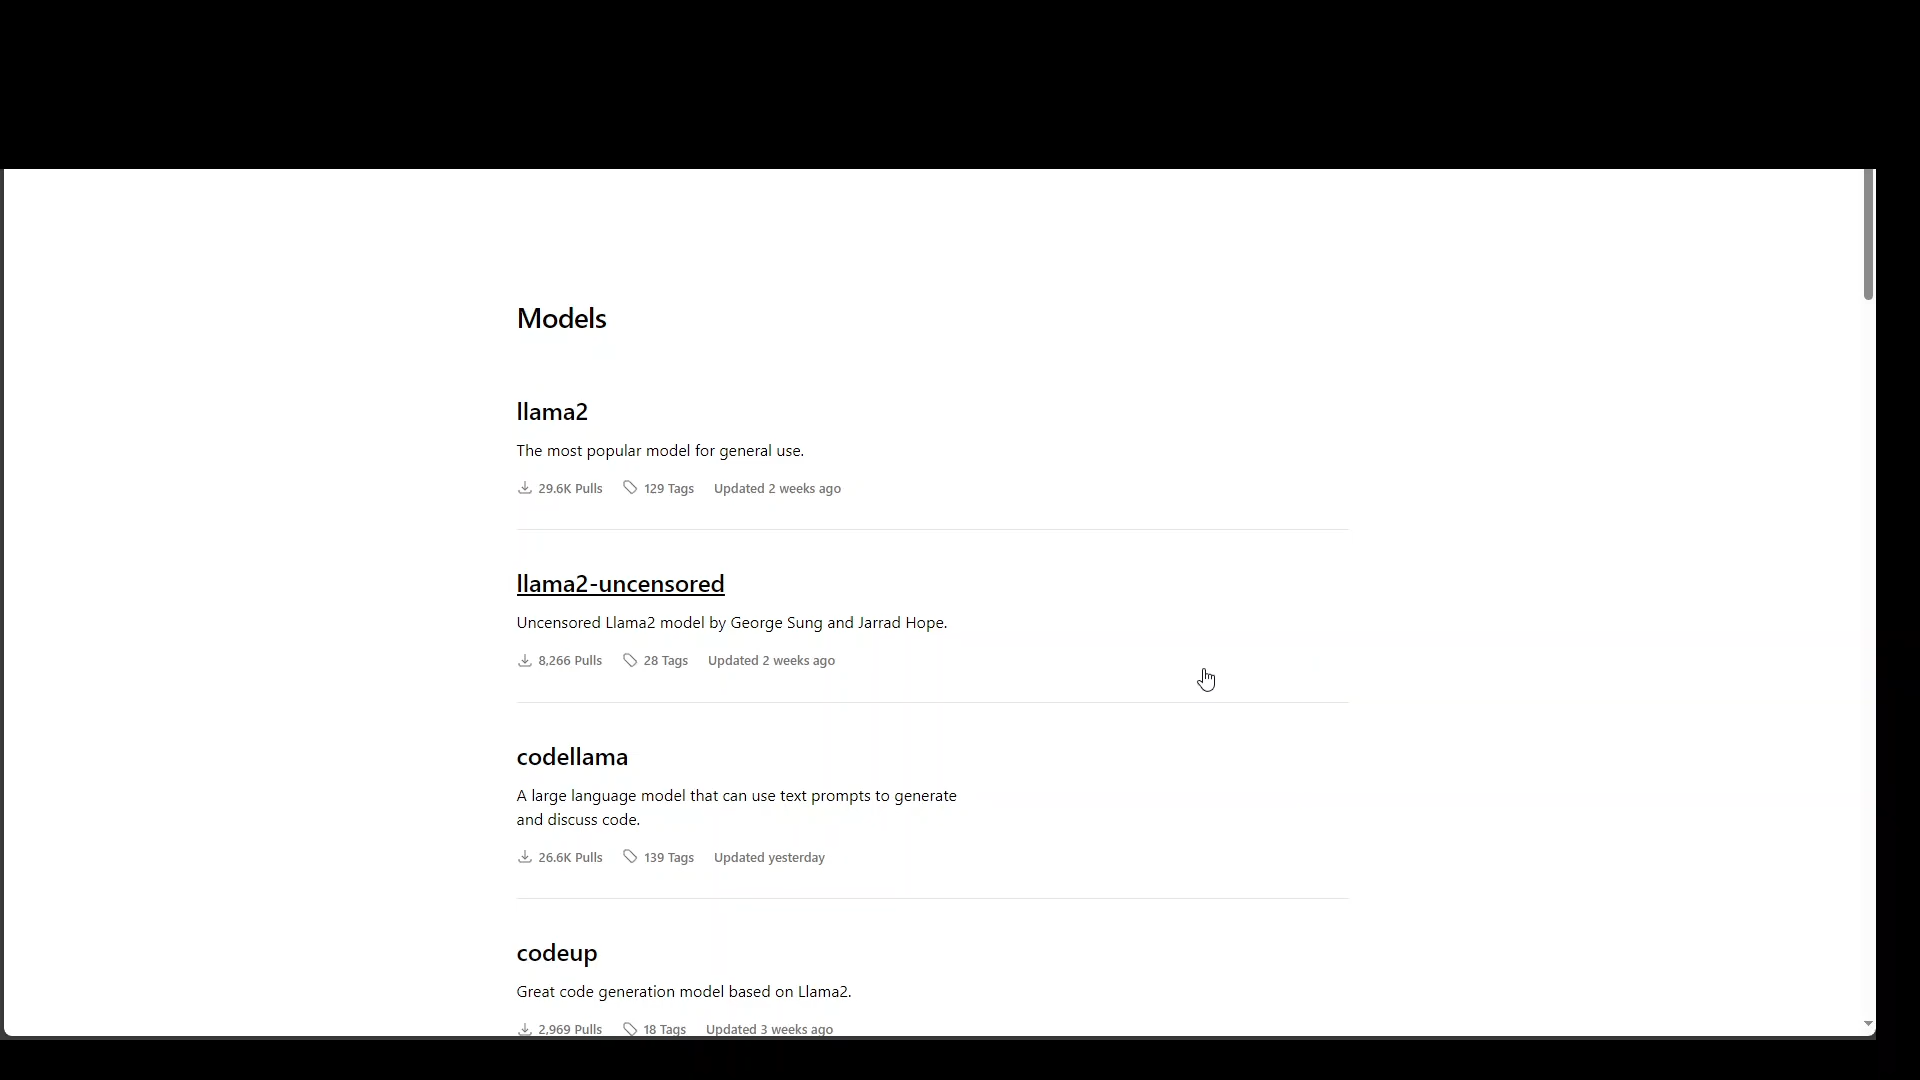 Models
llama2
The most popular model for general use.
29.6K Pulls 129 Tags Updated 2 weeks ago
llama2-uncensored
Uncensored Llama2 model by George Sung and Jarrad Hope.
8,266 Pulls 28 Tags Updated 2 weeks ago
codellama
A large language model that can use text prompts to generate
and discuss code.
26.6K Pulls 139 Tags Updated yesterday
codeup
Great code generation model based on Llama2.
2,969 Pulls 18 Tags Updated 3 weeks ago